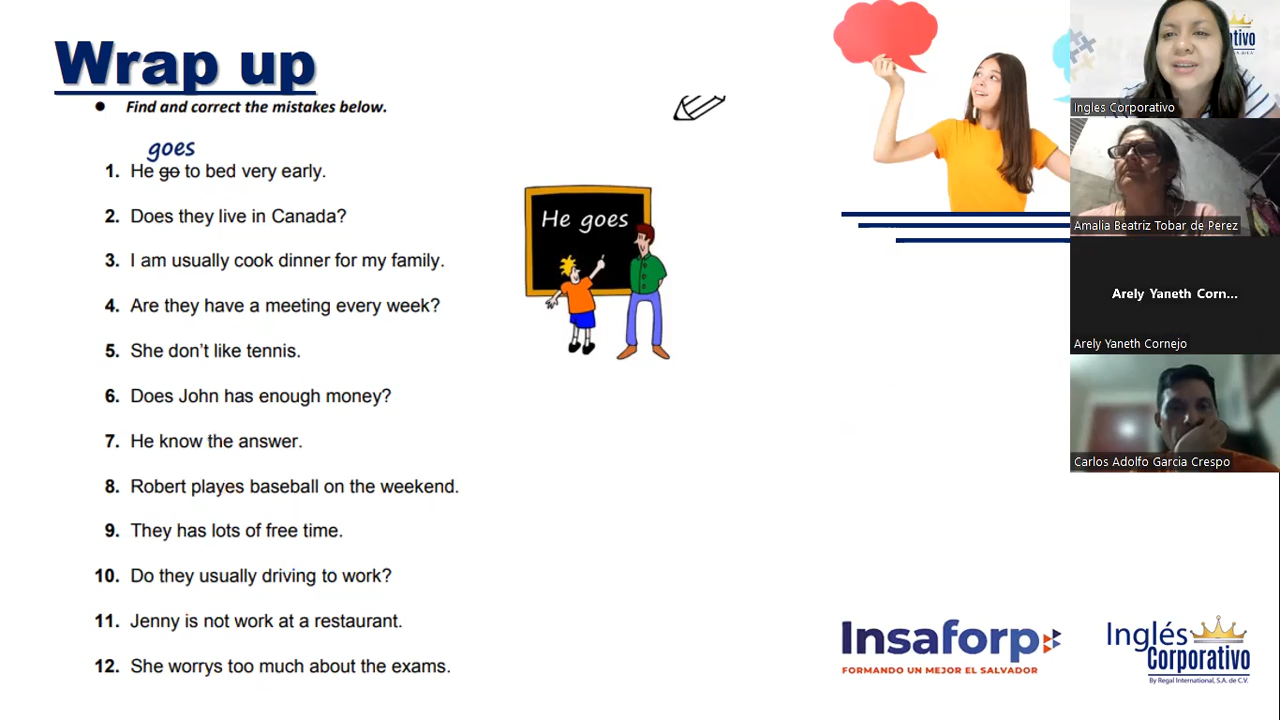 Wrap up
● Find and correct the mistakes below.
goes
1. He go to bed very early.
2. Does they live in Canada?
3. I am usually cook dinner for my family.
4. Are they have a meeting every week?
5. She don't like tennis.
6. Does John has enough money?
7. He know the answer.
8. Robert playes baseball on the weekend.
9. They has lots of free time.
10. Do they usually driving to work?
11. Jenny is not work at a restaurant.
12. She worrys too much about the exams.
He goes
Insaforp
FORMANDO UN MEJOR EL SALVADOR
Inglés
Corporativo
By Regal International, S.A. de C.V.
tivo
Ingles Corporativo
Amalia Beatriz Tobar de Perez
Arely Yaneth Corn...
Arely Yaneth Cornejo
Carlos Adolfo Garcia Crespo